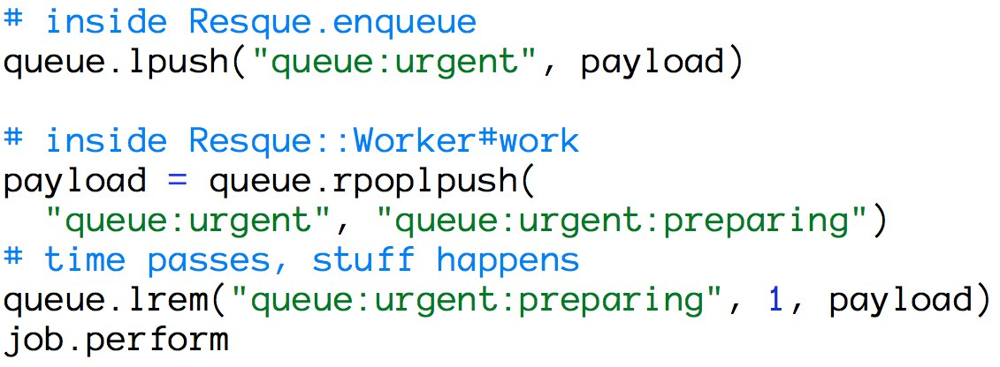 # inside Resque.enqueue
queue.lpush("queue:urgent", payload)
# inside Resque::Worker#work
payload = queue.rpoplpush(
  "queue:urgent", "queue:urgent:preparing")
# time passes, stuff happens
queue.lrem("queue:urgent:preparing", 1, payload)
job.perform